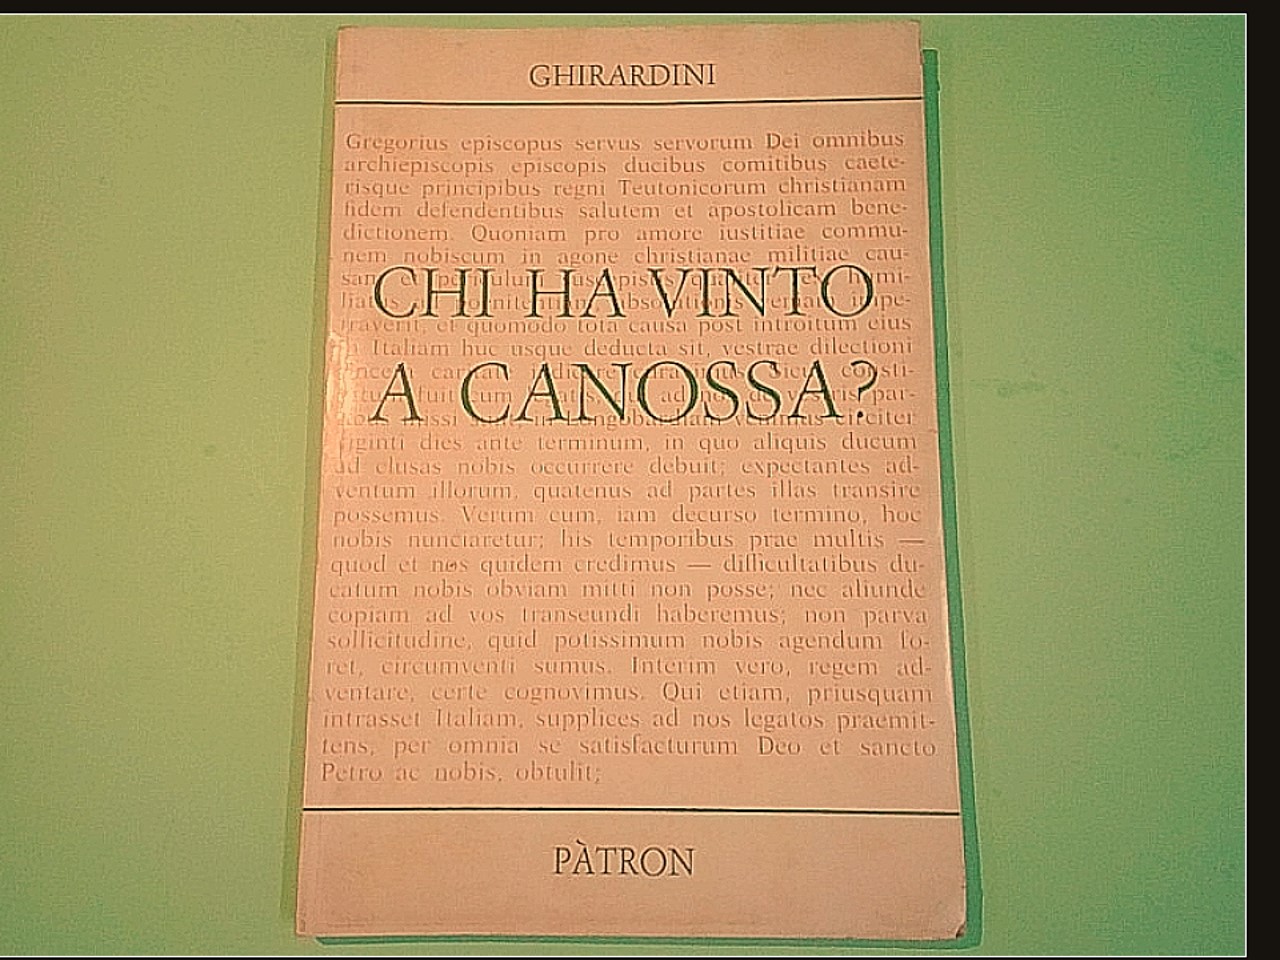 GHIRARDINI
Gregorius episcopus servus servorum Dei omnibus
archiepiscopis episcopis ducibus comitibus caete-
risque principibus regni Teutonicorum christianam
fidem defendentibus salutem et apostolicam bene-
dictionem. Quoniam pro amore iustitiae commu-
nem nobiscum in agone christianae militiae cau-
CHI HA VINTO
traverit, et quomodo tota causa post introitum eius
Italiam huc usque deducta sit, vestrae dilectioni
A CANOSSA?
viginti dies ante terminum, in quo aliquis ducum
ad clusas nobis occurrere debuit; expectantes ad-
ventum illorum, quatenus ad partes illas transire
possemus. Verum cum, iam decurso termino, hoc
nobis nunciaretur; his temporibus prae multis —
quod et nos quidem credimus — difficultatibus du-
catum nobis obviam mitti non posse; nec aliunde
copiam ad vos transeundi haberemus; non parva
sollicitudine, quid potissimum nobis agendum fo-
ret, circumventi sumus. Interim vero, regem ad-
ventare, certe cognovimus. Qui etiam, priusquam
intrasset Italiam, supplices ad nos legatos praemit-
tens, per omnia se satisfacturum Deo et sancto
Petro ac nobis, obtulit;
PÀTRON